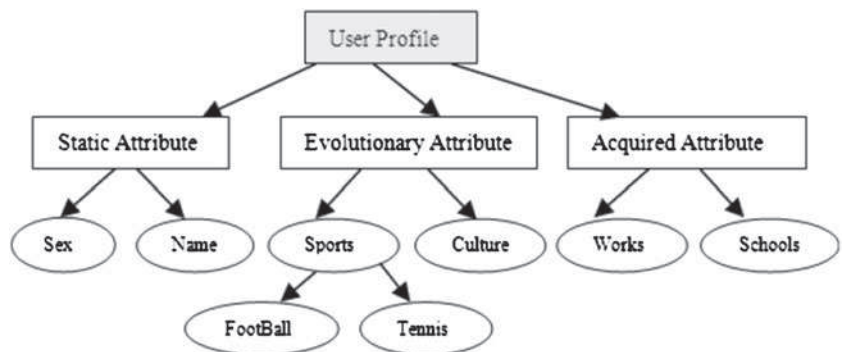 User Profile
Static Attribute
Evolutionary Attribute
Acquired Attribute
Sex
Name
Sports
Culture
Works
Schools
FootBall
Tennis